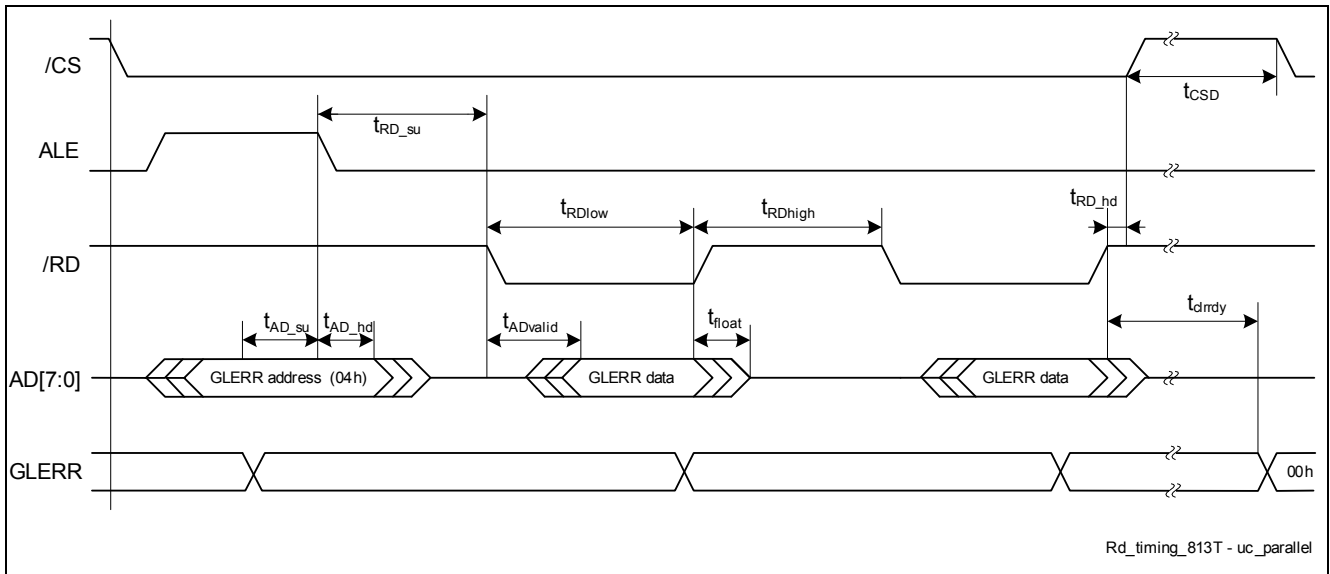 /CS
tCSD
tRD_su
ALE
tRDlow
tRDhigh
tRD_hd
/RD
tAD_su
tAD_hd
tADvalid
tfloat
tclrrdy
AD[7:0]
GLERR address (04h)
GLERR data
GLERR data
GLERR
00h
Rd_timing_813T - uc_parallel